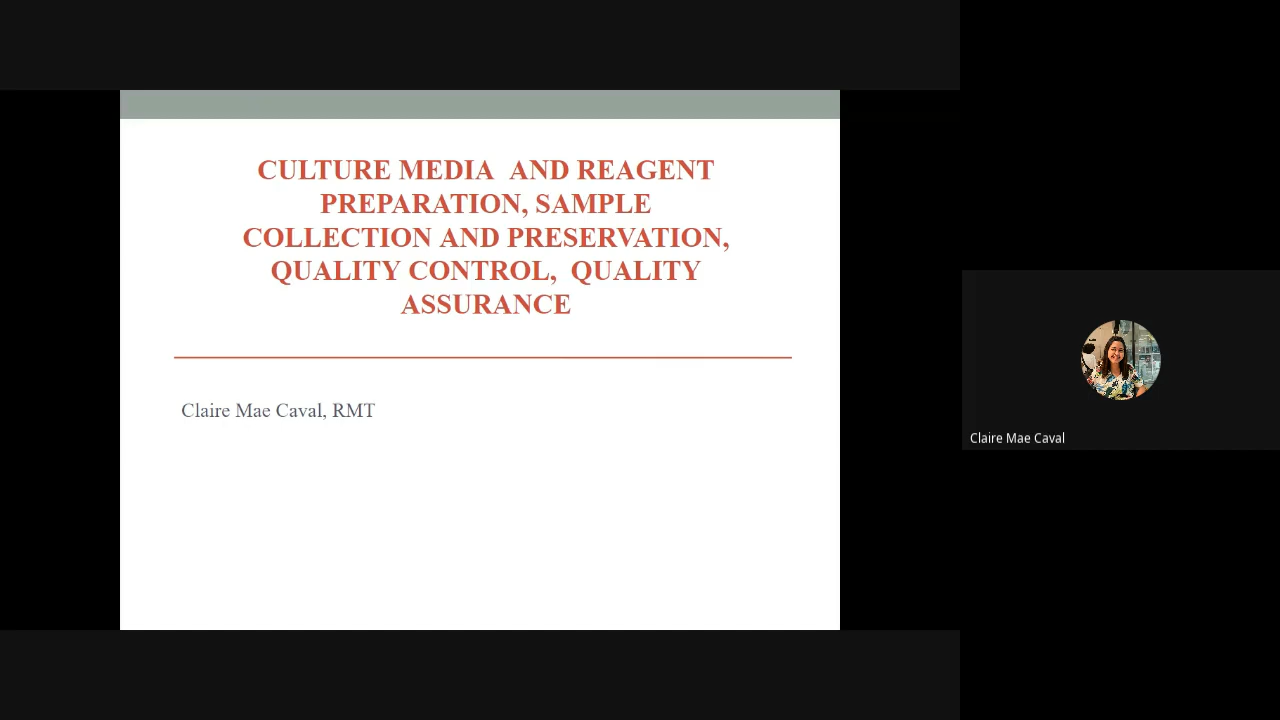 CULTURE MEDIA  AND REAGENT
PREPARATION, SAMPLE
COLLECTION AND PRESERVATION,
QUALITY CONTROL,  QUALITY
ASSURANCE
Claire Mae Caval, RMT
Claire Mae Caval